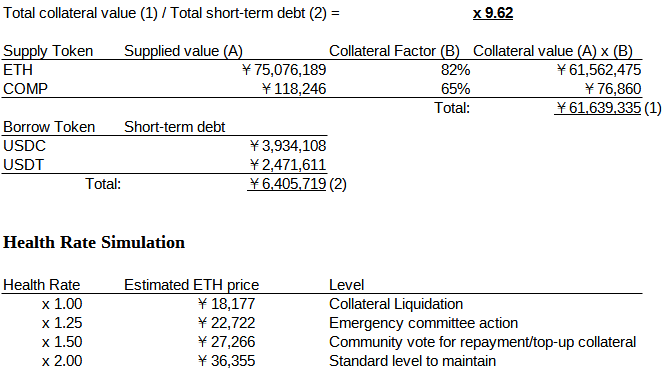 Total collateral value (1) / Total short-term debt (2) = x 9.62
Supply Token Supplied value (A) Collateral Factor (B) Collateral value (A) x (B)
ETH ¥75,076,189 82% ¥61,562,475
COMP ¥118,246 65% ¥76,860
Total: ¥61,639,335 (1)
Borrow Token Short-term debt
USDC ¥3,934,108
USDT ¥2,471,611
Total: ¥6,405,719 (2)
Health Rate Simulation
Health Rate Estimated ETH price Level
x 1.00 ¥18,177 Collateral Liquidation
x 1.25 ¥22,722 Emergency committee action
x 1.50 ¥27,266 Community vote for repayment/top-up collateral
x 2.00 ¥36,355 Standard level to maintain